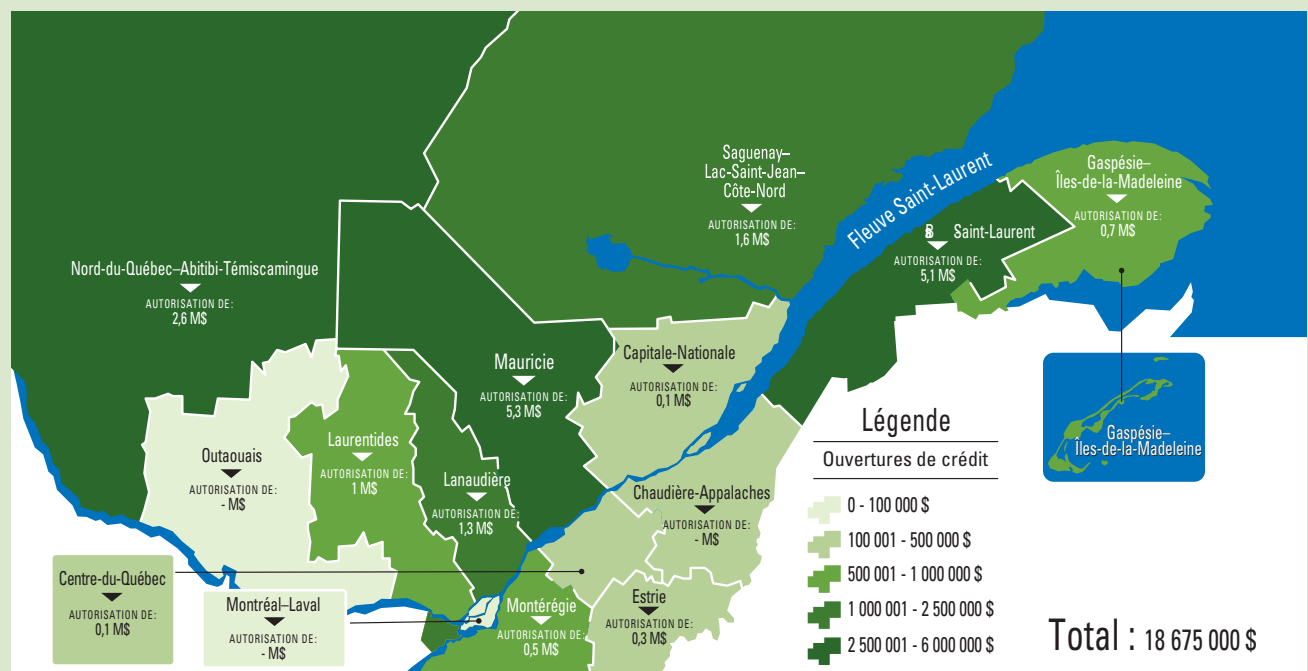 Saguenay–
Lac-Saint-Jean–
Côte-Nord
AUTORISATION DE:
1,6 M$
Fleuve Saint-Laurent
Gaspésie–
Îles-de-la-Madeleine
AUTORISATION DE:
0,7 M$
Saint-Laurent
AUTORISATION DE:
5,1 M$
Nord-du-Québec–Abitibi-Témiscamingue
AUTORISATION DE:
2,6 M$
Mauricie
AUTORISATION DE:
5,3 M$
Capitale-Nationale
AUTORISATION DE:
0,1 M$
Outaouais
AUTORISATION DE:
- M$
Laurentides
AUTORISATION DE:
1 M$
Lanaudière
AUTORISATION DE:
1,3 M$
Chaudière-Appalaches
AUTORISATION DE:
- M$
Gaspésie–
Îles-de-la-Madeleine
Centre-du-Québec
AUTORISATION DE:
0,1 M$
Montréal–Laval
AUTORISATION DE:
- M$
Montérégie
AUTORISATION DE:
0,5 M$
Estrie
AUTORISATION DE:
0,3 M$
Légende
Ouvertures de crédit
0 - 100 000 $
100 001 - 500 000 $
500 001 - 1 000 000 $
1 000 001 - 2 500 000 $
2 500 001 - 6 000 000 $
Total : 18 675 000 $